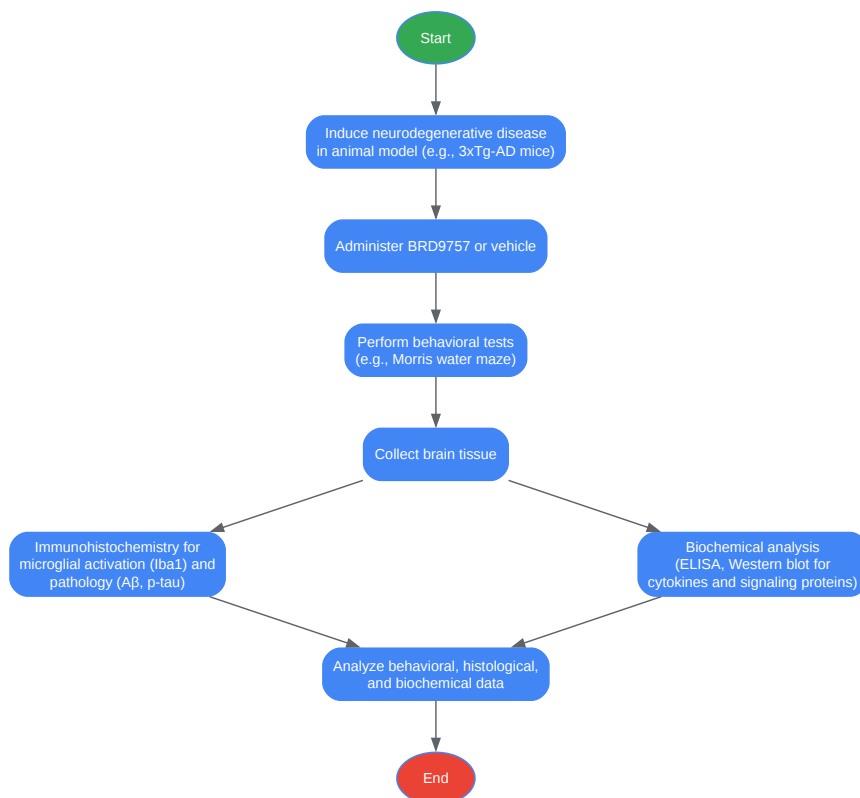 Start
Induce neurodegenerative disease
in animal model (e.g., 3xTg-AD mice)
Administer BRD9757 or vehicle
Perform behavioral tests
(e.g., Morris water maze)
Collect brain tissue
Immunohistochemistry for
microglial activation (Iba1) and
pathology (Aβ, p-tau)
Biochemical analysis
(ELISA, Western blot for
cytokines and signaling proteins)
Analyze behavioral, histological,
and biochemical data
End